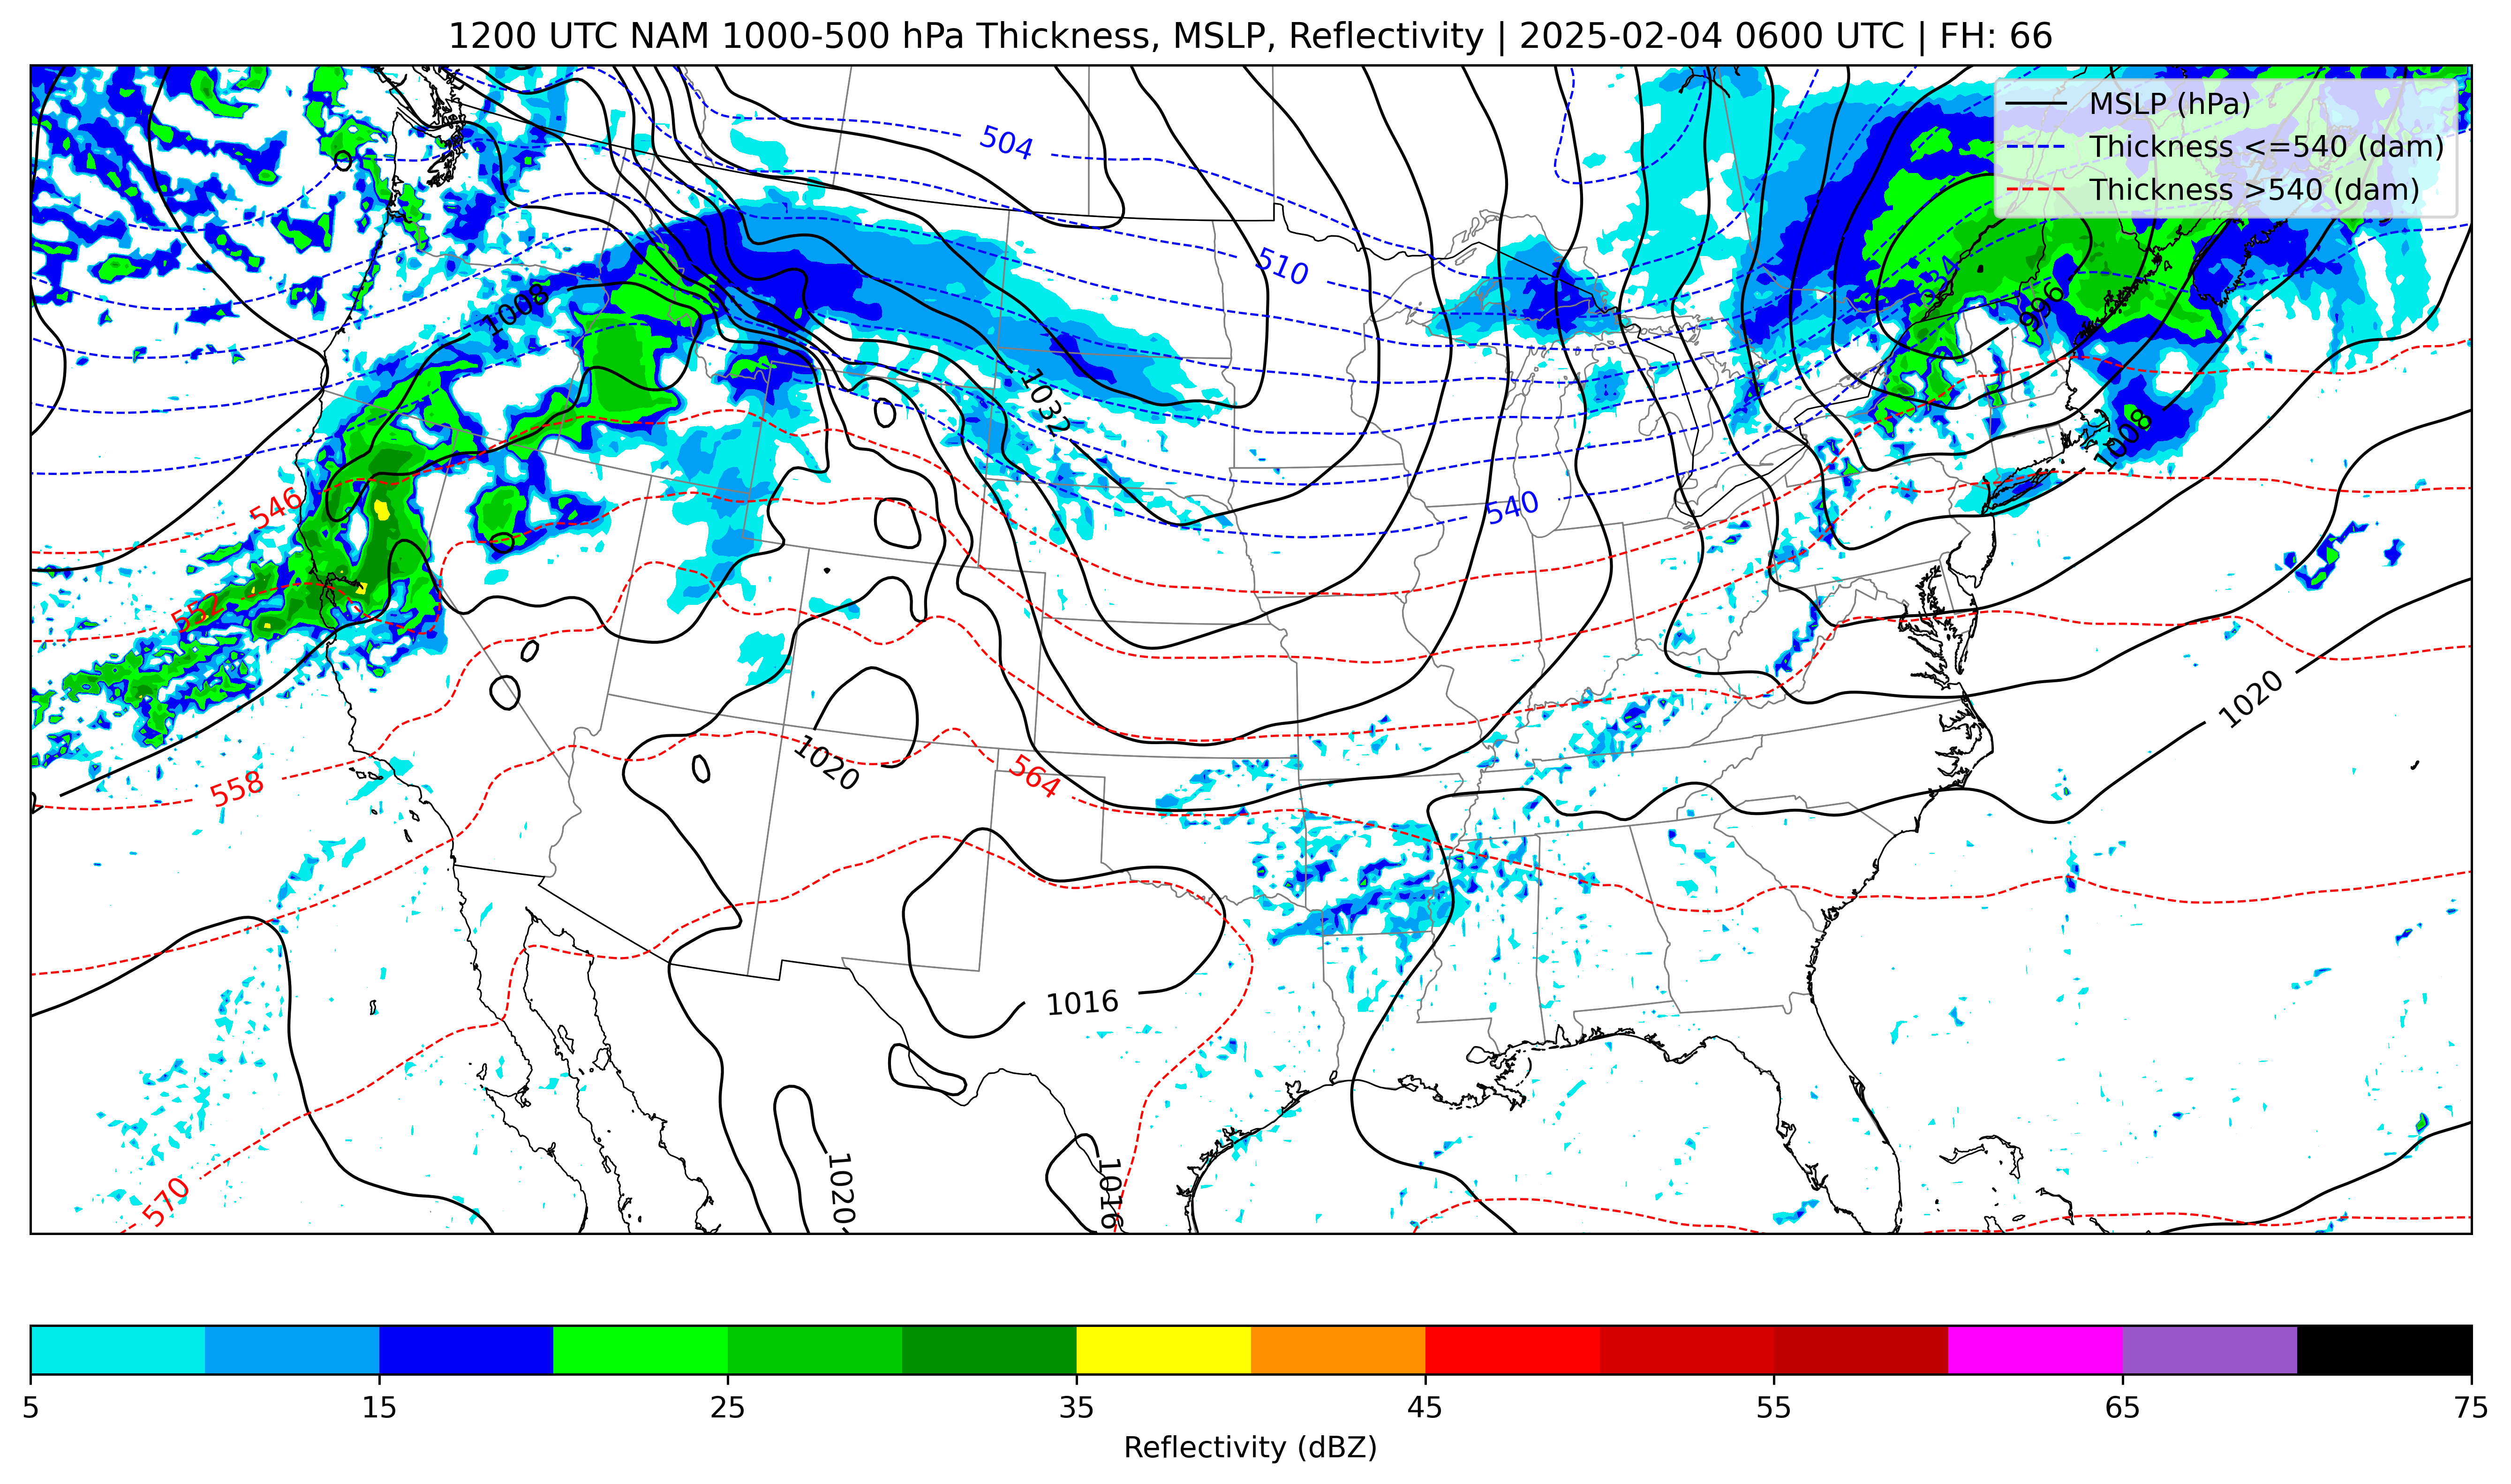 1200 UTC NAM 1000-500 hPa Thickness, MSLP, Reflectivity | 2025-02-04 0600 UTC | FH: 66
MSLP (hPa)
Thickness <=540 (dam)
Thickness >540 (dam)
504
510
1008
996
1032
1008
546
540
552
1020
558
1020
564
1016
570
1020
1016
5 15 25 35 45 55 65 75
Reflectivity (dBZ)